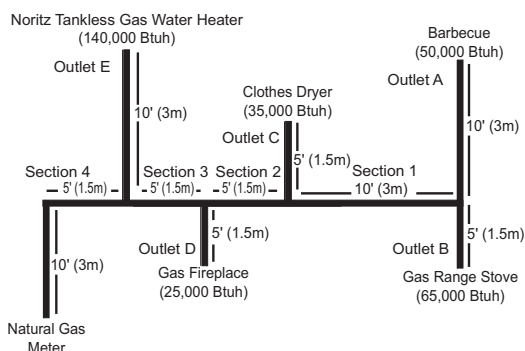 Noritz Tankless Gas Water Heater
(140,000 Btuh)
Outlet E
10' (3m)
Barbecue
(50,000 Btuh)
Outlet A
10' (3m)
Clothes Dryer
(35,000 Btuh)
Outlet C
5' (1.5m)
Section 4
5' (1.5m)
Section 3
5' (1.5m)
Section 2
5' (1.5m)
Section 1
10' (3m)
10' (3m)
Natural Gas
Meter
Outlet D
5' (1.5m)
Gas Fireplace
(25,000 Btuh)
Outlet B
5' (1.5m)
Gas Range Stove
(65,000 Btuh)